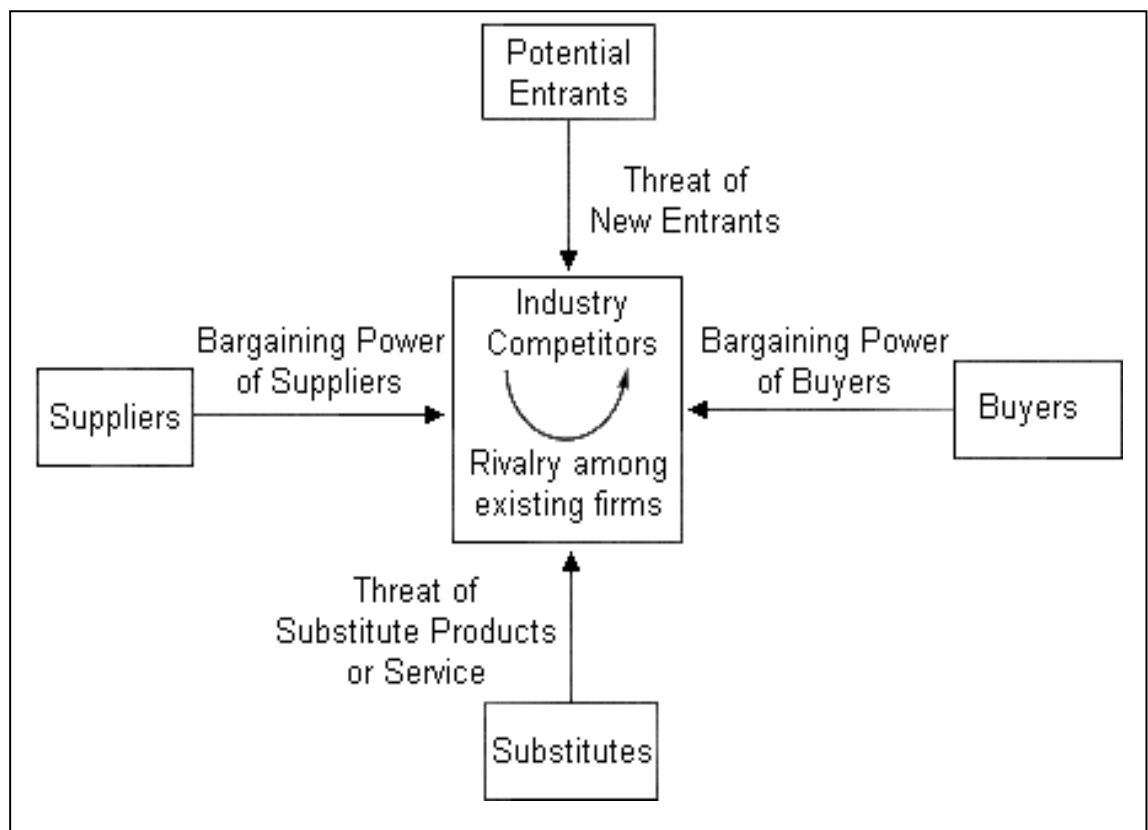 Potential
Entrants
Threat of
New Entrants
Industry
Competitors
Bargaining Power
of Suppliers
Bargaining Power
of Buyers
Suppliers
Buyers
Rivalry among
existing firms
Threat of
Substitute Products
or Service
Substitutes